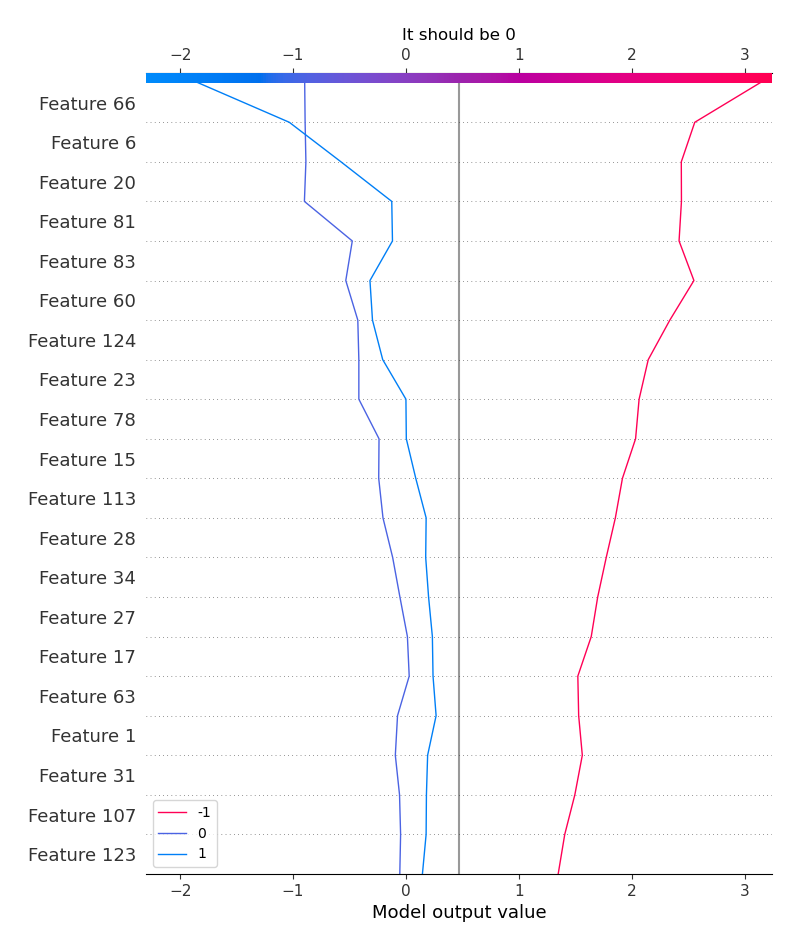 It should be 0
−2 −1 0 1 2 3
Feature 66
Feature 6
Feature 20
Feature 81
Feature 83
Feature 60
Feature 124
Feature 23
Feature 78
Feature 15
Feature 113
Feature 28
Feature 34
Feature 27
Feature 17
Feature 63
Feature 1
Feature 31
Feature 107
Feature 123
-1
0
1
−2 −1 0 1 2 3
Model output value